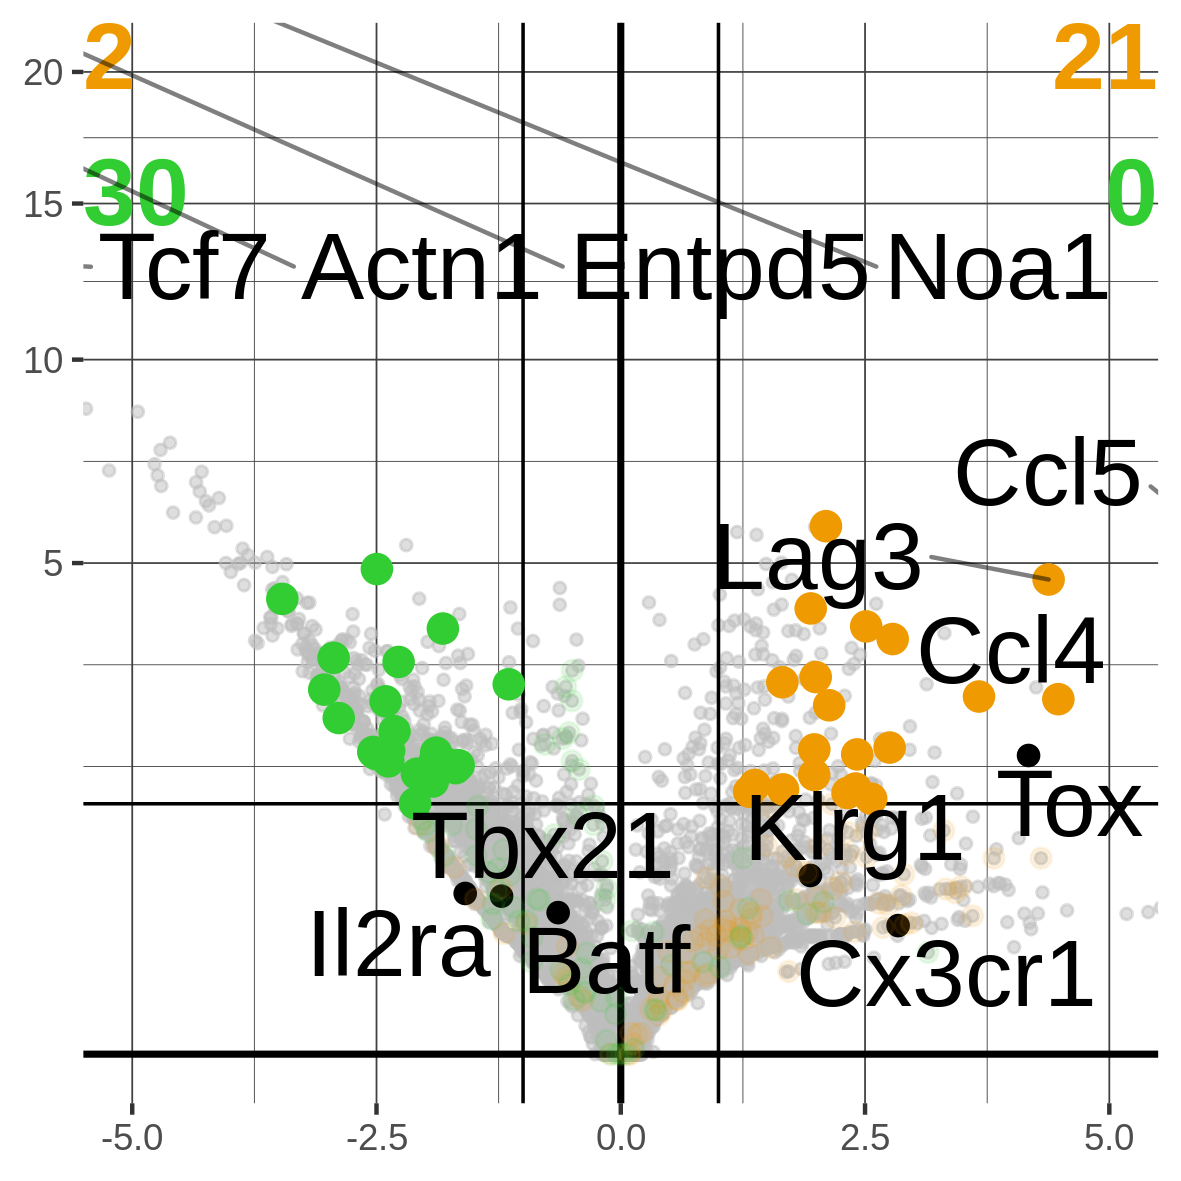 2 21
20
30 0
15
Tcf7 Actn1 Entpd5 Noa1
10
Ccl5
Lag3
5
Ccl4
Tox
Klrg1
Tbx21
Il2ra Batf Cx3cr1
-5.0 -2.5 0.0 2.5 5.0